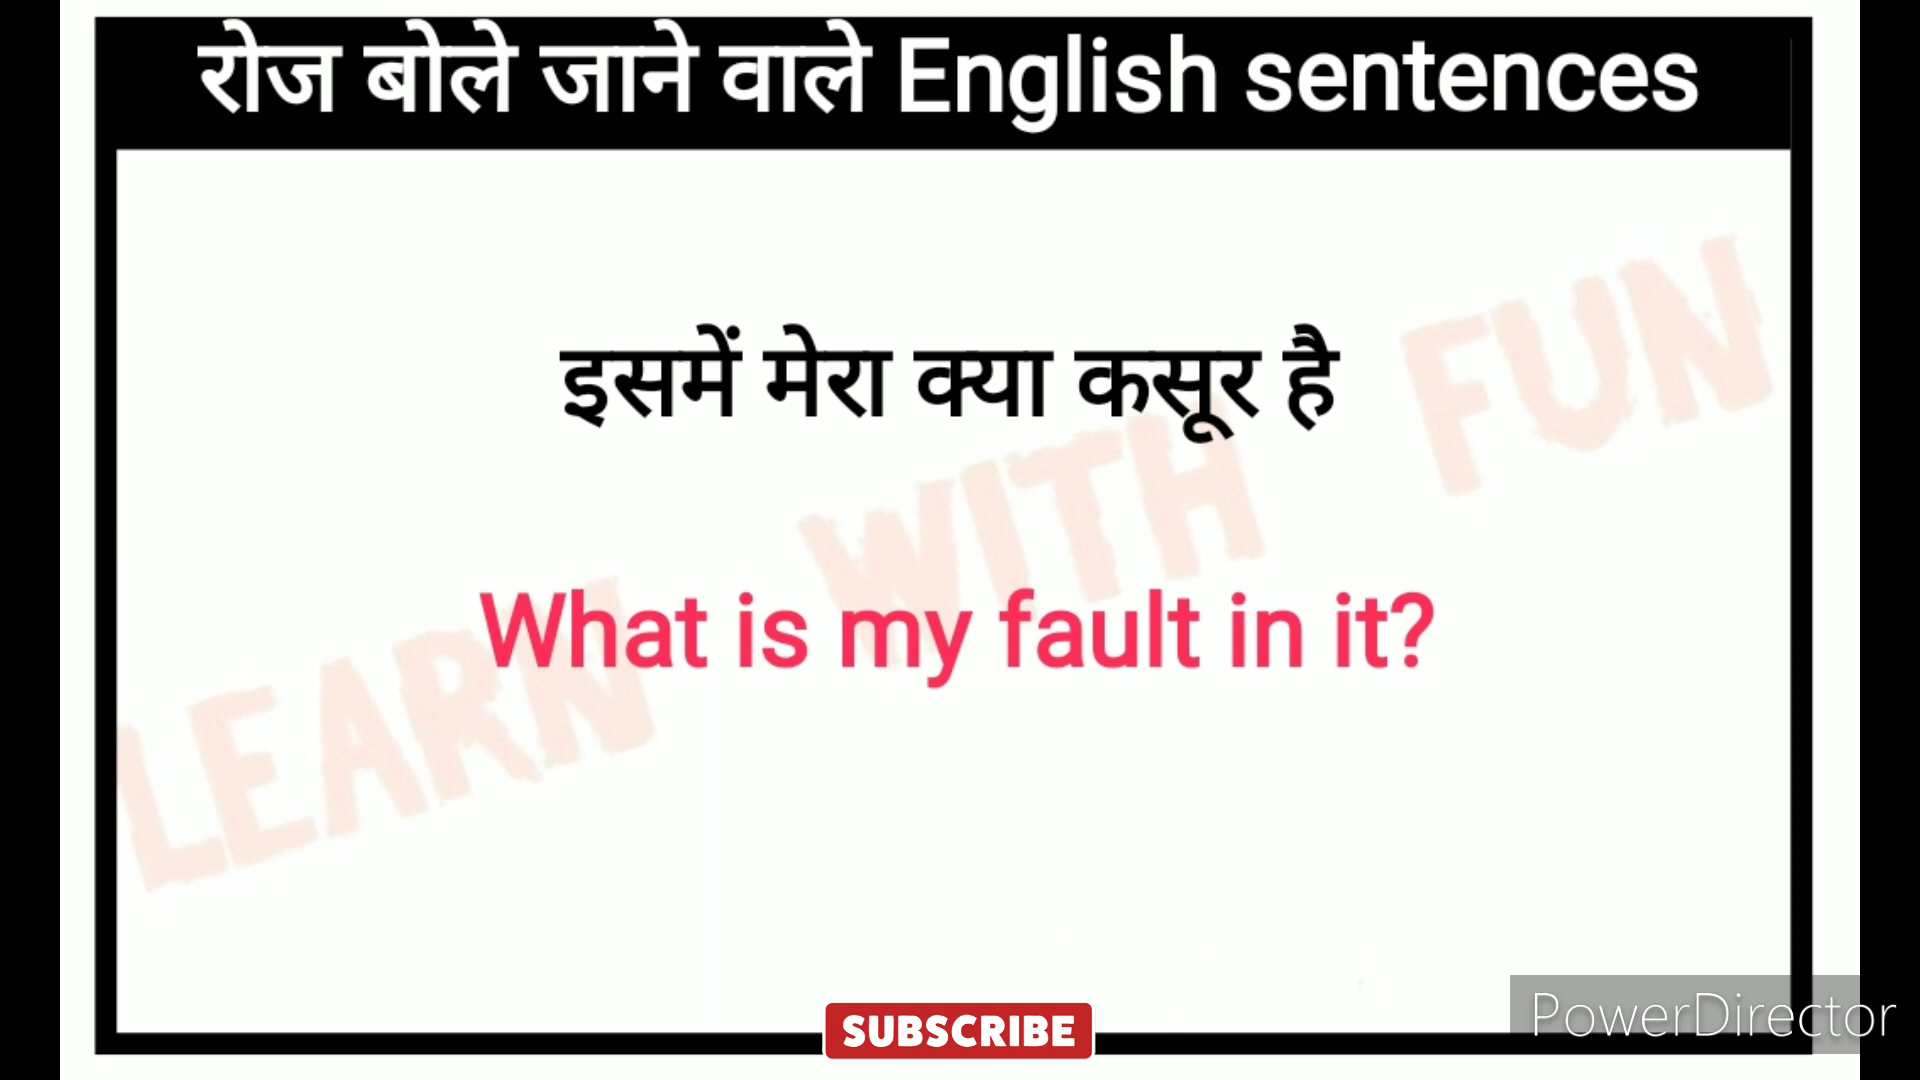 रोज बोले जाने वाले English sentences
इसमें मेरा क्या कसूर है
What is my fault in it?
LEARN WITH FUN
SUBSCRIBE
PowerDirector